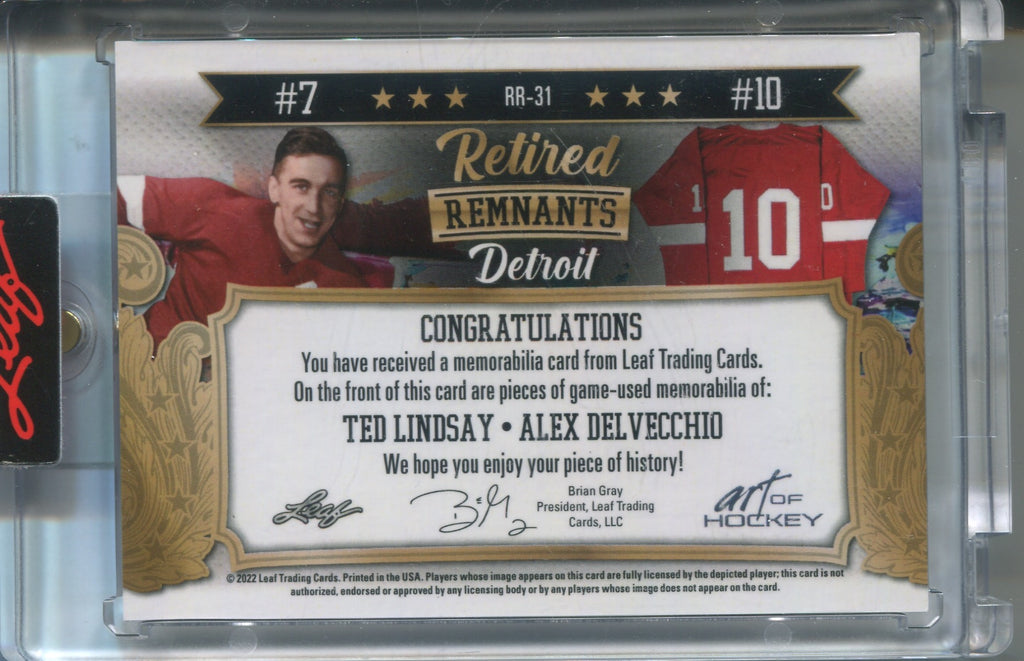 #7 ★ ★ ★ RR-31 ★ ★ ★ #10
Retired
REMNANTS
Detroit
1 10 0
CONGRATULATIONS
You have received a memorabilia card from Leaf Trading Cards.
On the front of this card are pieces of game-used memorabilia of:
TED LINDSAY • ALEX DELVECCHIO
We hope you enjoy your piece of history!
Leaf
Brian Gray
President, Leaf Trading
Cards, LLC
art OF
HOCKEY
© 2022 Leaf Trading Cards. Printed in the USA. Players whose image appears on this card are fully licensed by the depicted player; this card is not
authorized, endorsed or approved by any licensing body or by any players whose image does not appear on the card.
Leaf